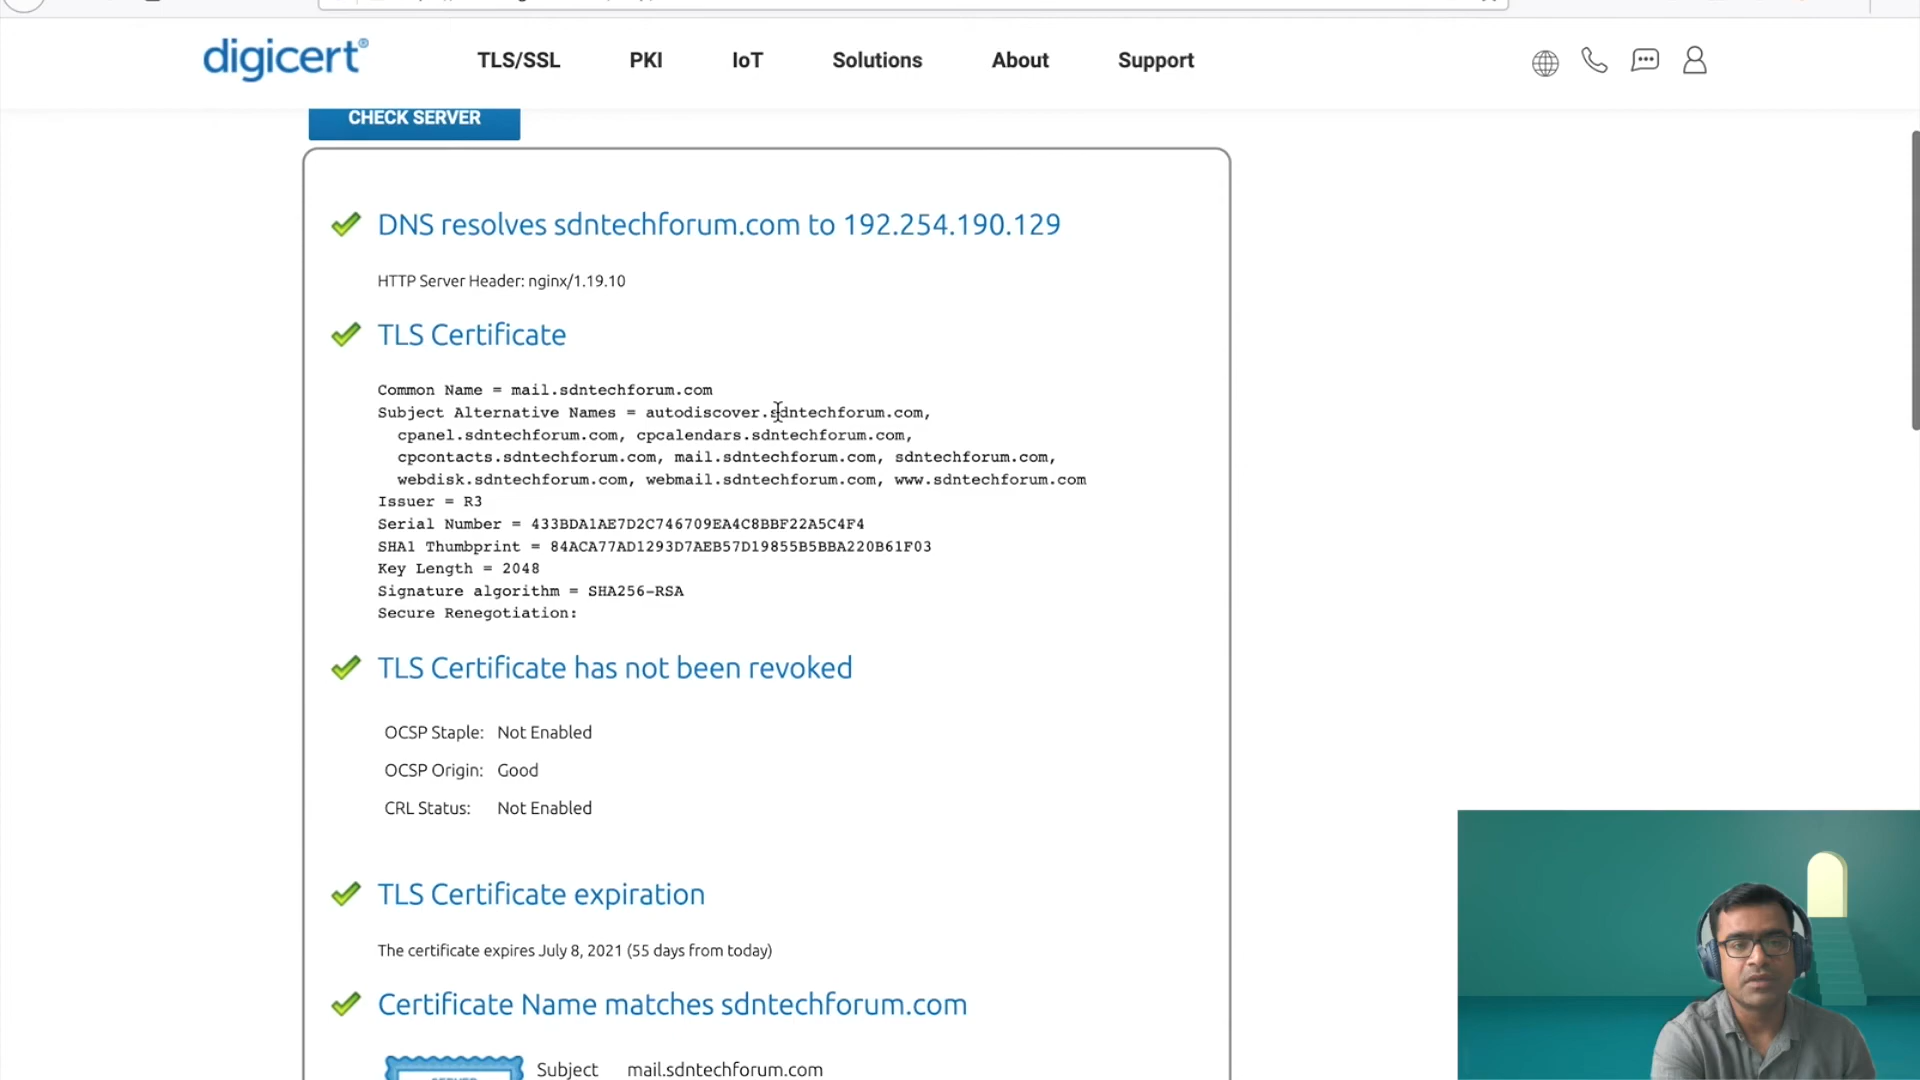 digicert®
TLS/SSL PKI IoT Solutions About Support
CHECK SERVER
DNS resolves sdntechforum.com to 192.254.190.129
HTTP Server Header: nginx/1.19.10
TLS Certificate
Common Name = mail.sdntechforum.com
Subject Alternative Names = autodiscover.sdntechforum.com,
cpanel.sdntechforum.com, cpcalendars.sdntechforum.com,
cpcontacts.sdntechforum.com, mail.sdntechforum.com, sdntechforum.com,
webdisk.sdntechforum.com, webmail.sdntechforum.com, www.sdntechforum.com
Issuer = R3
Serial Number = 433BDA1AE7D2C746709EA4C8BBF22A5C4F4
SHA1 Thumbprint = 84ACA77AD1293D7AEB57D19855B5BBA220B61F03
Key Length = 2048
Signature algorithm = SHA256-RSA
Secure Renegotiation:
TLS Certificate has not been revoked
OCSP Staple: Not Enabled
OCSP Origin: Good
CRL Status: Not Enabled
TLS Certificate expiration
The certificate expires July 8, 2021 (55 days from today)
Certificate Name matches sdntechforum.com
Subject mail.sdntechforum.com